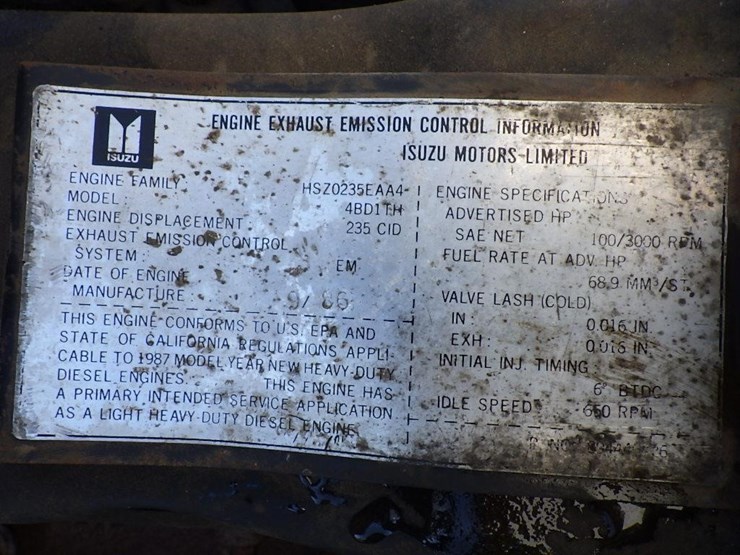 ISUZU
ENGINE EXHAUST EMISSION CONTROL INFORMATION
ISUZU MOTORS LIMITED
ENGINE FAMILY HSZ0235EAA4
MODEL : 4BD1TH
ENGINE DISPLACEMENT : 235 CID
EXHAUST EMISSION CONTROL
SYSTEM : EM
DATE OF ENGINE
MANUFACTURE : 9/86
THIS ENGINE CONFORMS TO U.S. EPA AND
STATE OF CALIFORNIA REGULATIONS APPLI-
CABLE TO 1987 MODEL YEAR NEW HEAVY-DUTY
DIESEL ENGINES. THIS ENGINE HAS
A PRIMARY INTENDED SERVICE APPLICATION
AS A LIGHT HEAVY-DUTY DIESEL ENGINE
ENGINE SPECIFICATIONS
ADVERTISED HP
SAE NET 100/3000 RPM
FUEL RATE AT ADV. HP
68.9 MM³/ST
VALVE LASH (COLD)
IN : 0.016 IN
EXH : 0.016 IN
INITIAL INJ. TIMING
6° BTDC
IDLE SPEED 650 RPM